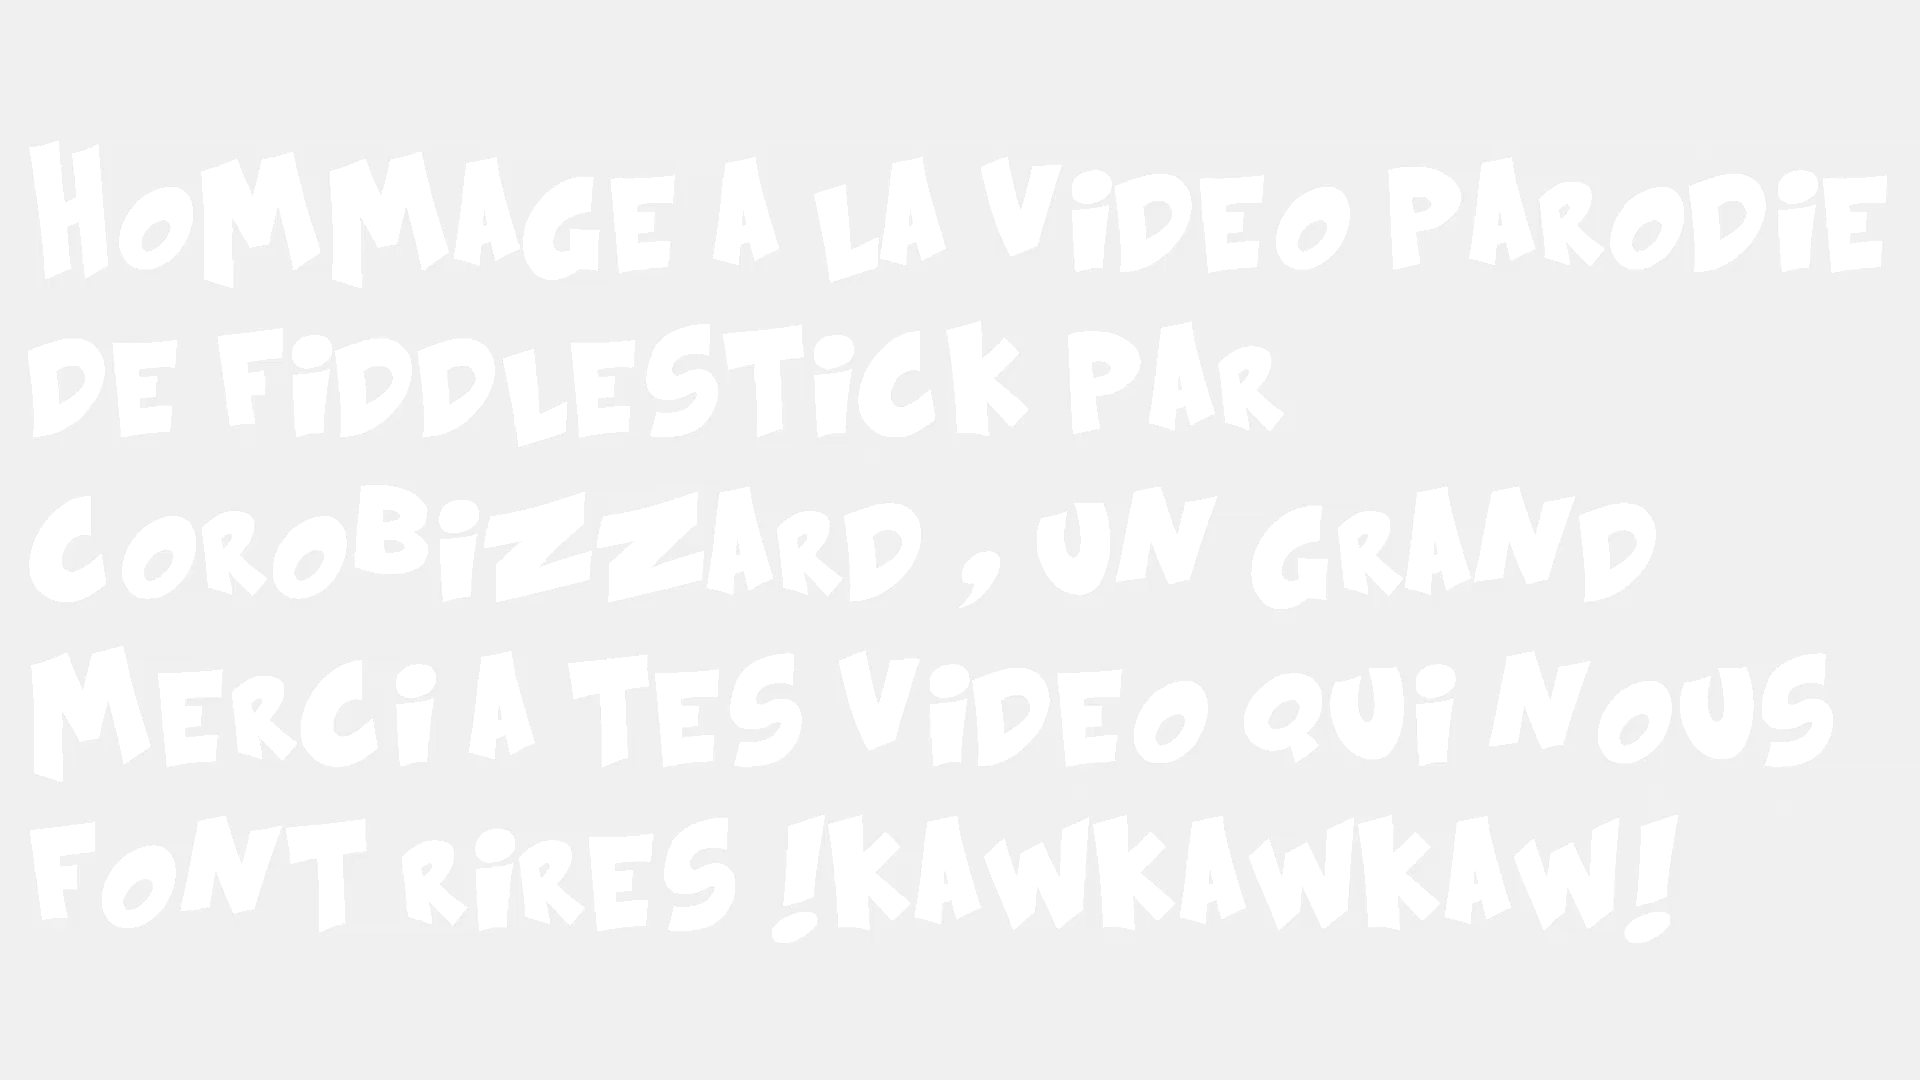 Hommage a la video parodie
de Fiddlestick par
Corobizzard , un grand
Merci a tes video qui nous
font rires !KAWKAWKAW!